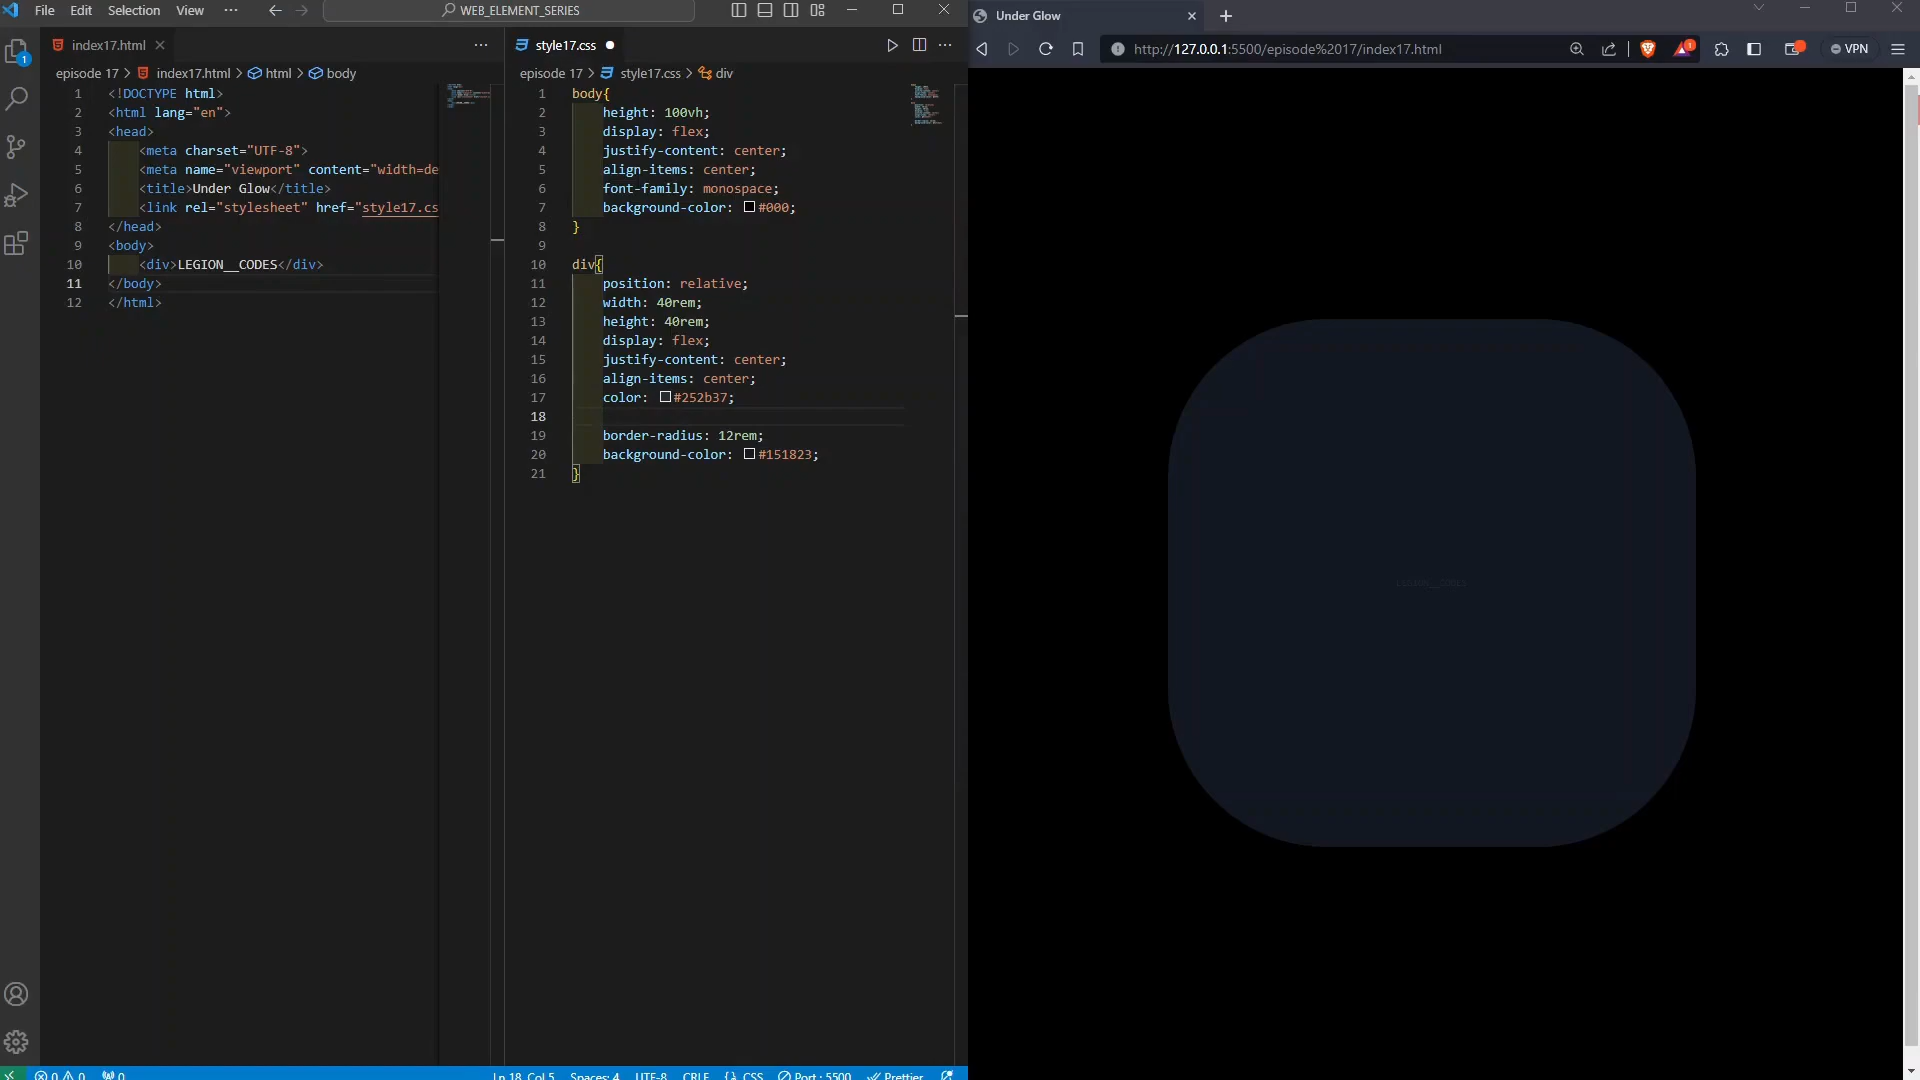 File Edit Selection View ··· WEB_ELEMENT_SERIES
index17.html
episode 17 > index17.html > html > body
1 <!DOCTYPE html>
2 <html lang="en">
3 <head>
4 <meta charset="UTF-8">
5 <meta name="viewport" content="width=de
6 <title>Under Glow</title>
7 <link rel="stylesheet" href="style17.cs
8 </head>
9 <body>
10 <div>LEGION__CODES</div>
11 </body>
12 </html>
style17.css
episode 17 > style17.css > div
1 body{
2 height: 100vh;
3 display: flex;
4 justify-content: center;
5 align-items: center;
6 font-family: monospace;
7 background-color: #000;
8 }
9
10 div{
11 position: relative;
12 width: 40rem;
13 height: 40rem;
14 display: flex;
15 justify-content: center;
16 align-items: center;
17 color: #252b37;
18
19 border-radius: 12rem;
20 background-color: #151823;
21 }
Under Glow
http://127.0.0.1:5500/episode%2017/index17.html
1
VPN
LEGION__CODES
1
0 0 0 Ln 18, Col 5 Spaces: 4 UTF-8 CRLF {} CSS Port : 5500 Prettier